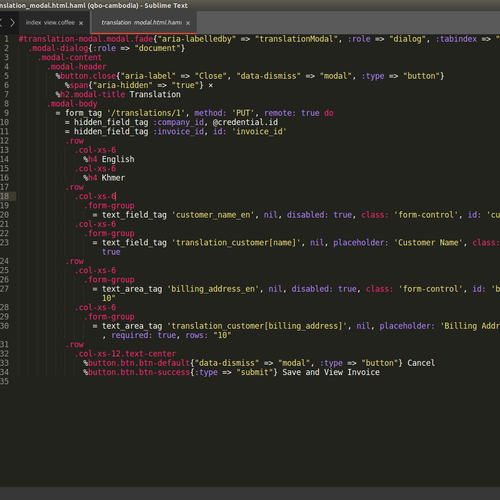 nslation_modal.html.haml (qbo-cambodia) - Sublime Text
index view.coffee × translation modal.html.haml ×
1 #translation-modal.modal.fade{"aria-labelledby" => "translationModal", :role => "dialog", :tabindex => "
2 .modal-dialog{:role => "document"}
3 .modal-content
4 .modal-header
5 %button.close{"aria-label" => "Close", "data-dismiss" => "modal", :type => "button"}
6 %span{"aria-hidden" => "true"} ×
7 %h2.modal-title Translation
8 .modal-body
9 = form_tag '/translations/1', method: 'PUT', remote: true do
10 = hidden_field_tag :company_id, @credential.id
11 = hidden_field_tag :invoice_id, id: 'invoice_id'
12 .row
13 .col-xs-6
14 %h4 English
15 .col-xs-6
16 %h4 Khmer
17 .row
18 .col-xs-6
19 .form-group
20 = text_field_tag 'customer_name_en', nil, disabled: true, class: 'form-control', id: 'cu
21 .col-xs-6
22 .form-group
23 = text_field_tag 'translation_customer[name]', nil, placeholder: 'Customer Name', class:
true
24 .row
25 .col-xs-6
26 .form-group
27 = text_area_tag 'billing_address_en', nil, disabled: true, class: 'form-control', id: 'b
10"
28 .col-xs-6
29 .form-group
30 = text_area_tag 'translation_customer[billing_address]', nil, placeholder: 'Billing Addr
, required: true, rows: "10"
31 .row
32 .col-xs-12.text-center
33 %button.btn.btn-default{"data-dismiss" => "modal", :type => "button"} Cancel
34 %button.btn.btn-success{:type => "submit"} Save and View Invoice
35